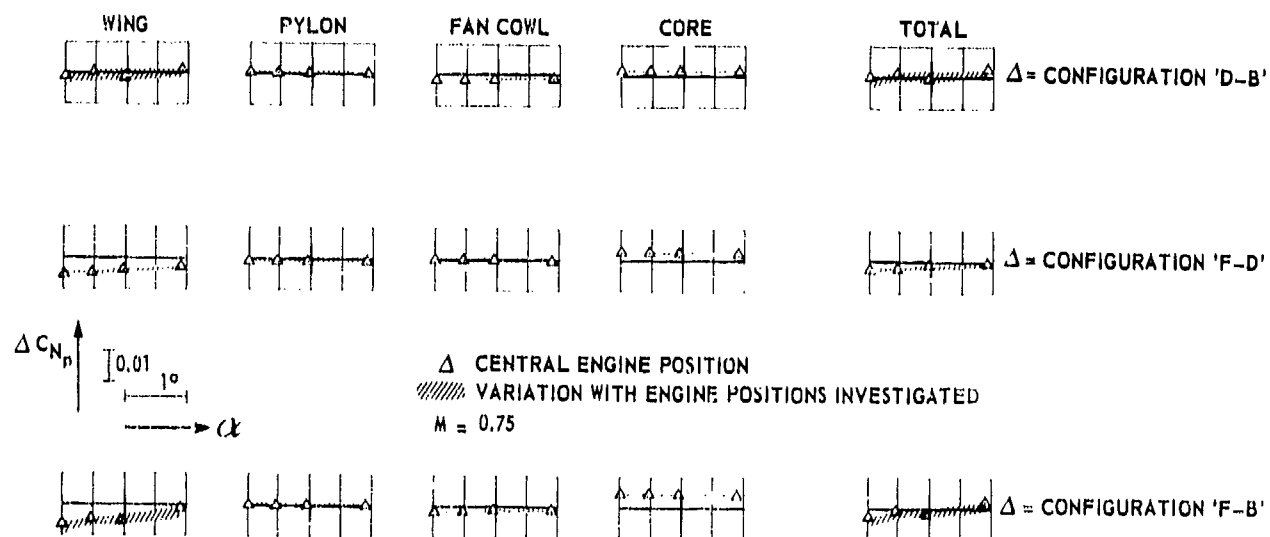 WING PYLON FAN COWL CORE TOTAL
Δ = CONFIGURATION 'D-B'
Δ = CONFIGURATION 'F-D'
Δ C_Np
0.01
1°
α
Δ CENTRAL ENGINE POSITION
VARIATION WITH ENGINE POSITIONS INVESTIGATED
M = 0.75
Δ = CONFIGURATION 'F-B'